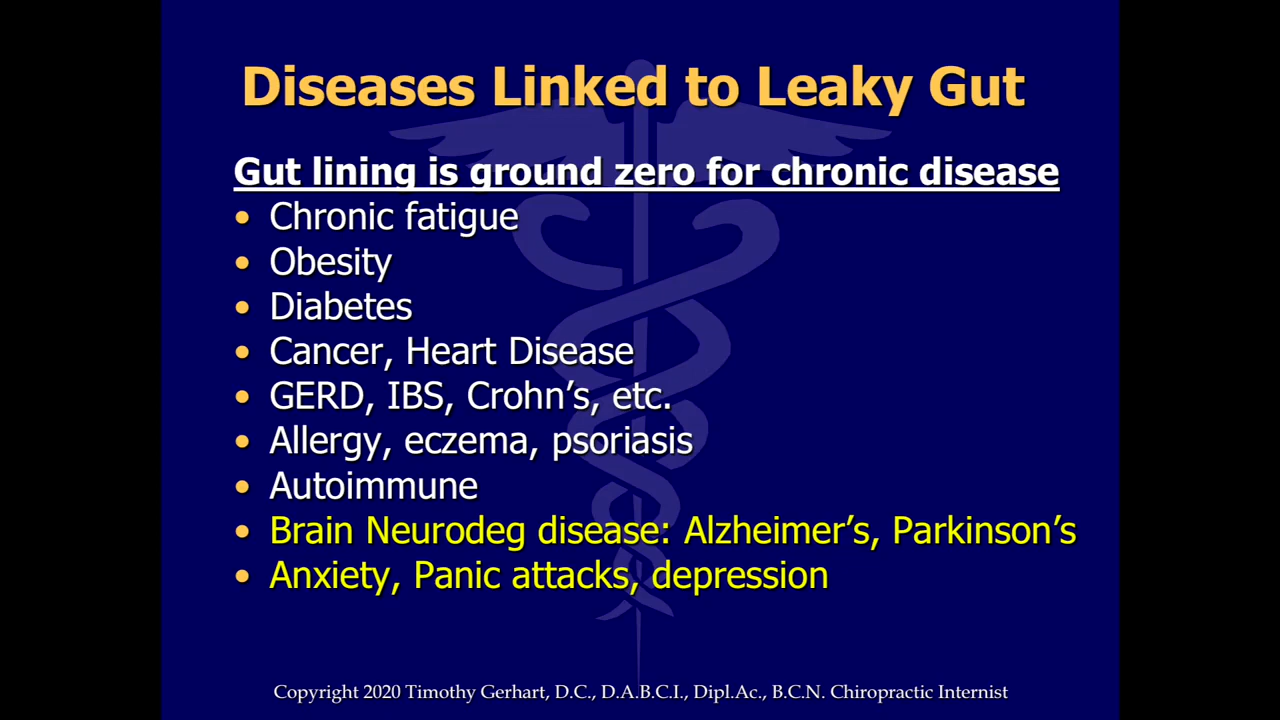 Diseases Linked to Leaky Gut
Gut lining is ground zero for chronic disease
• Chronic fatigue
• Obesity
• Diabetes
• Cancer, Heart Disease
• GERD, IBS, Crohn’s, etc.
• Allergy, eczema, psoriasis
• Autoimmune
• Brain Neurodeg disease: Alzheimer’s, Parkinson’s
• Anxiety, Panic attacks, depression
Copyright 2020 Timothy Gerhart, D.C., D.A.B.C.I., Dipl.Ac., B.C.N. Chiropractic Internist